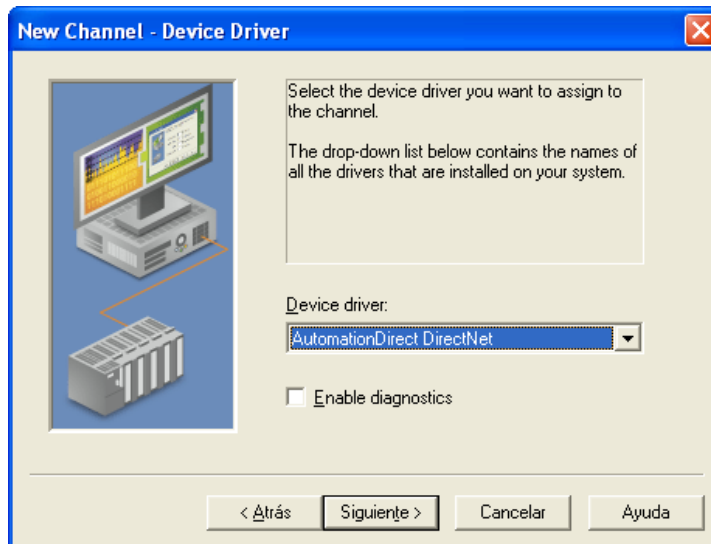 New Channel - Device Driver
Select the device driver you want to assign to
the channel.
The drop-down list below contains the names of
all the drivers that are installed on your system.
Device driver:
AutomationDirect DirectNet
Enable diagnostics
< Atrás
Siguiente >
Cancelar
Ayuda